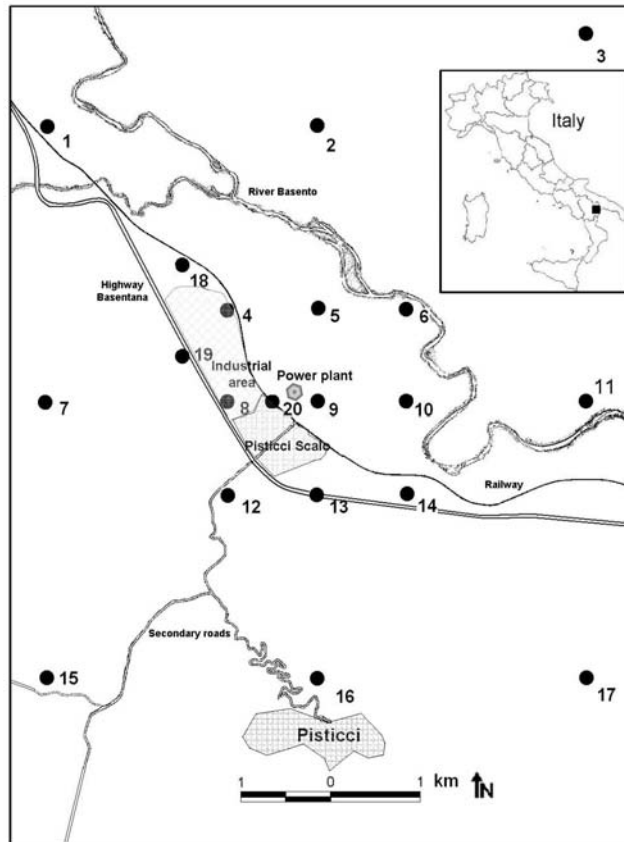 3
Italy
1
2
River Basento
18
Highway
Basentana
4
5
6
19
Industrial
area
Power plant
7
8
20
9
10
11
Pisticci Scalo
Railway
12
13
14
Secondary roads
15
16
17
Pisticci
1 0 1 km N